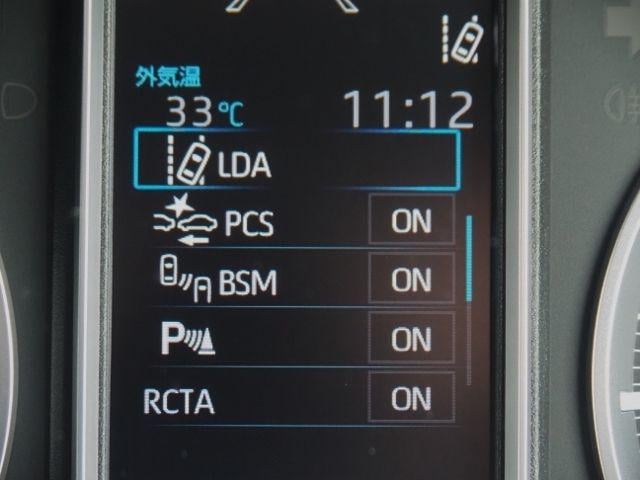 外気温
33℃ 11:12
LDA
PCS ON
BSM ON
P ON
RCTA ON